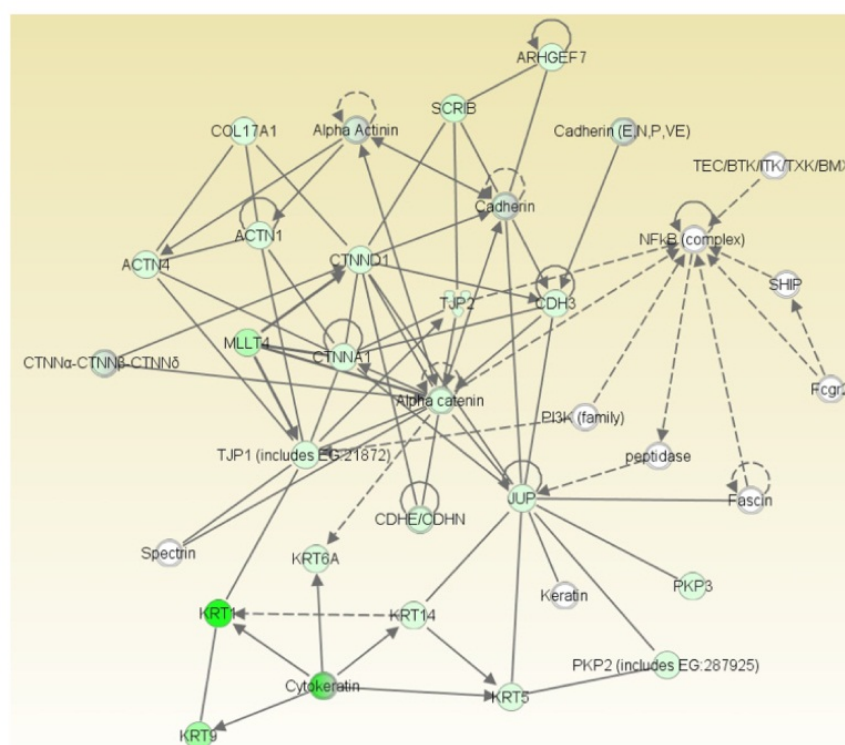 ARHGEF7
SCRIB
COL17A1
Alpha Actinin
Cadherin (E,N,P,VE)
TEC/BTK/ITK/TXK/BMX
Cadherin
ACTN1
NFkB (complex)
CTNND1
ACTN4
SHIP
TJP2
CDH3
MLLT4
CTNNA1
CTNNα-CTNNβ-CTNNδ
Fcgr2
Alpha catenin
PI3K (family)
TJP1 (includes EG:21872)
peptidase
JUP
Fascin
CDHE/CDHN
Spectrin
KRT6A
PKP3
Keratin
KRT1
KRT14
PKP2 (includes EG:287925)
Cytokeratin
KRT5
KRT9